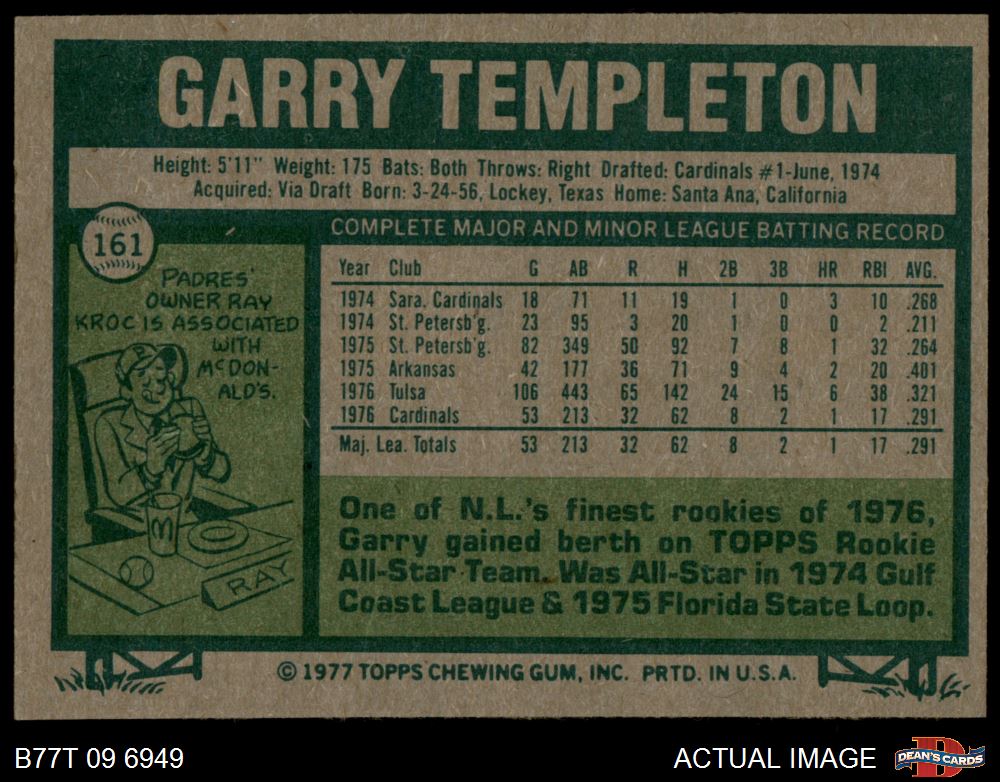 GARRY TEMPLETON
Height: 5'11" Weight: 175 Bats: Both Throws: Right Drafted: Cardinals #1-June, 1974
Acquired: Via Draft Born: 3-24-56, Lockey, Texas Home: Santa Ana, California
161
PADRES'
OWNER RAY
KROC IS ASSOCIATED
WITH
McDON-
ALD'S.
M
RAY
COMPLETE MAJOR AND MINOR LEAGUE BATTING RECORD
Year Club G AB R H 2B 3B HR RBI AVG.
1974 Sara. Cardinals 18 71 11 19 1 0 3 10 .268
1974 St. Petersb'g. 23 95 3 20 1 0 0 2 .211
1975 St. Petersb'g. 82 349 50 92 7 8 1 32 .264
1975 Arkansas 42 177 36 71 9 4 2 20 .401
1976 Tulsa 106 443 65 142 24 15 6 38 .321
1976 Cardinals 53 213 32 62 8 2 1 17 .291
Maj. Lea. Totals 53 213 32 62 8 2 1 17 .291
One of N.L.'s finest rookies of 1976,
Garry gained berth on TOPPS Rookie
All-Star Team. Was All-Star in 1974 Gulf
Coast League & 1975 Florida State Loop.
© 1977 TOPPS CHEWING GUM, INC. PRTD. IN U.S.A.
B77T 09 6949
ACTUAL IMAGE
D
DEAN'S CARDS